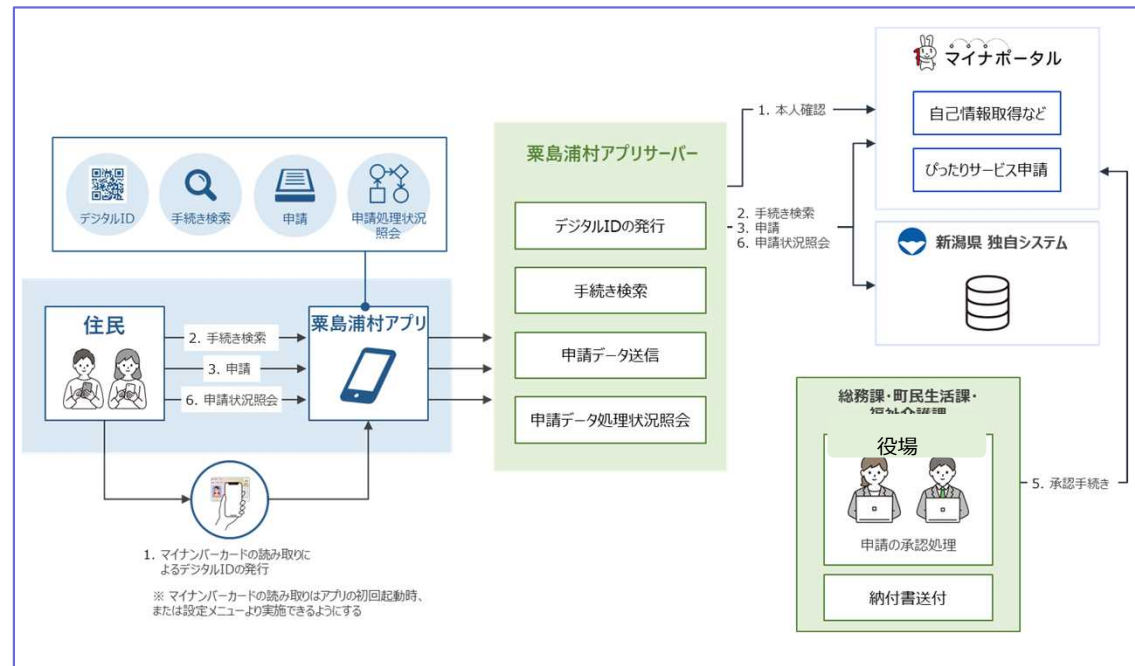 マイナポータル
自己情報取得など
ぴったりサービス申請
1. 本人確認
粟島浦村アプリサーバー
デジタルIDの発行
手続き検索
申請データ送信
申請データ処理状況照会
2. 手続き検索
3. 申請
6. 申請状況照会
新潟県 独自システム
デジタルID
手続き検索
申請
申請処理状況
照会
住民
2. 手続き検索
3. 申請
6. 申請状況照会
粟島浦村アプリ
1. マイナンバーカードの読み取りに
よるデジタルIDの発行
※ マイナンバーカードの読み取りはアプリの初回起動時、
または設定メニューより実施できるようにする
総務課・町民生活課・
福祉介護課
役場
申請の承認処理
納付書送付
5. 承認手続き